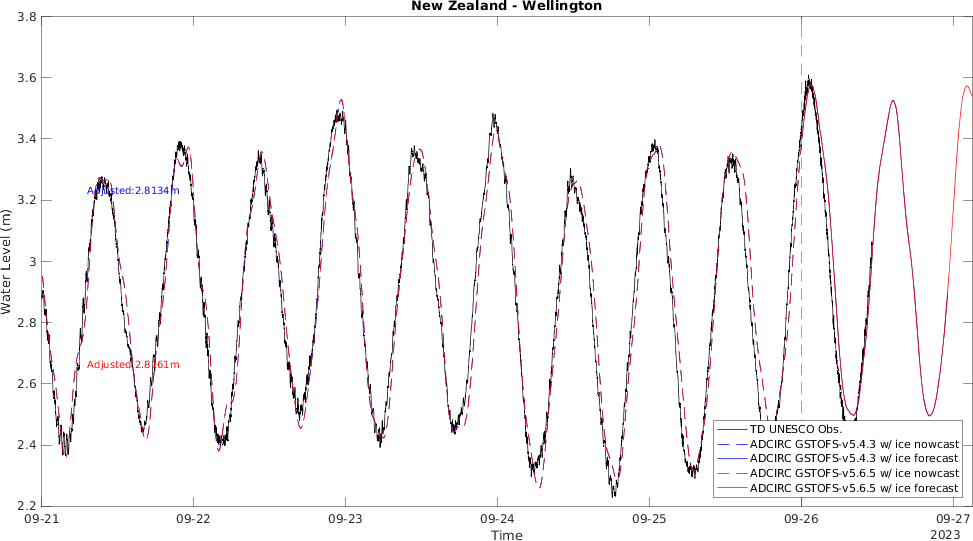 New Zealand - Wellington
3.8
3.6
3.4
3.2
3
2.8
2.6
2.4
2.2
Water Level (m)
Adjusted:2.8134m
Adjusted:2.8161m
TD UNESCO Obs.
ADCIRC GSTOFS-v5.4.3 w/ ice nowcast
ADCIRC GSTOFS-v5.4.3 w/ ice forecast
ADCIRC GSTOFS-v5.6.5 w/ ice nowcast
ADCIRC GSTOFS-v5.6.5 w/ ice forecast
09-21 09-22 09-23 09-24 09-25 09-26 09-27
Time
2023